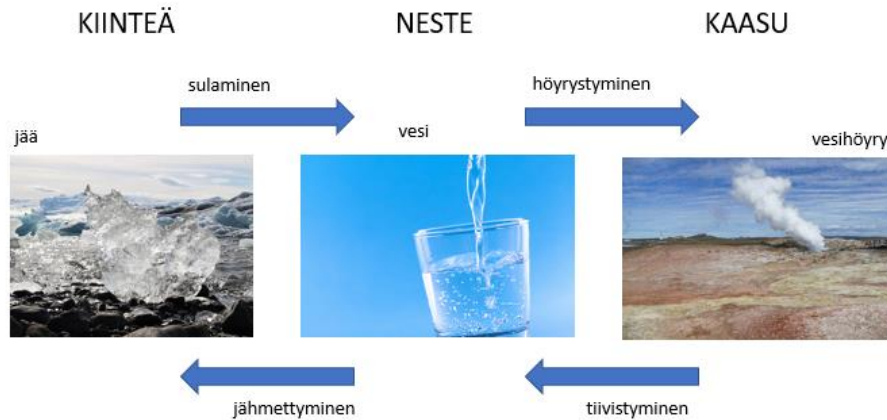 KIINTEÄ
NESTE
KAASU
sulaminen
höyrystyminen
jää
vesi
vesihöyry
jähmettyminen
tiivistyminen